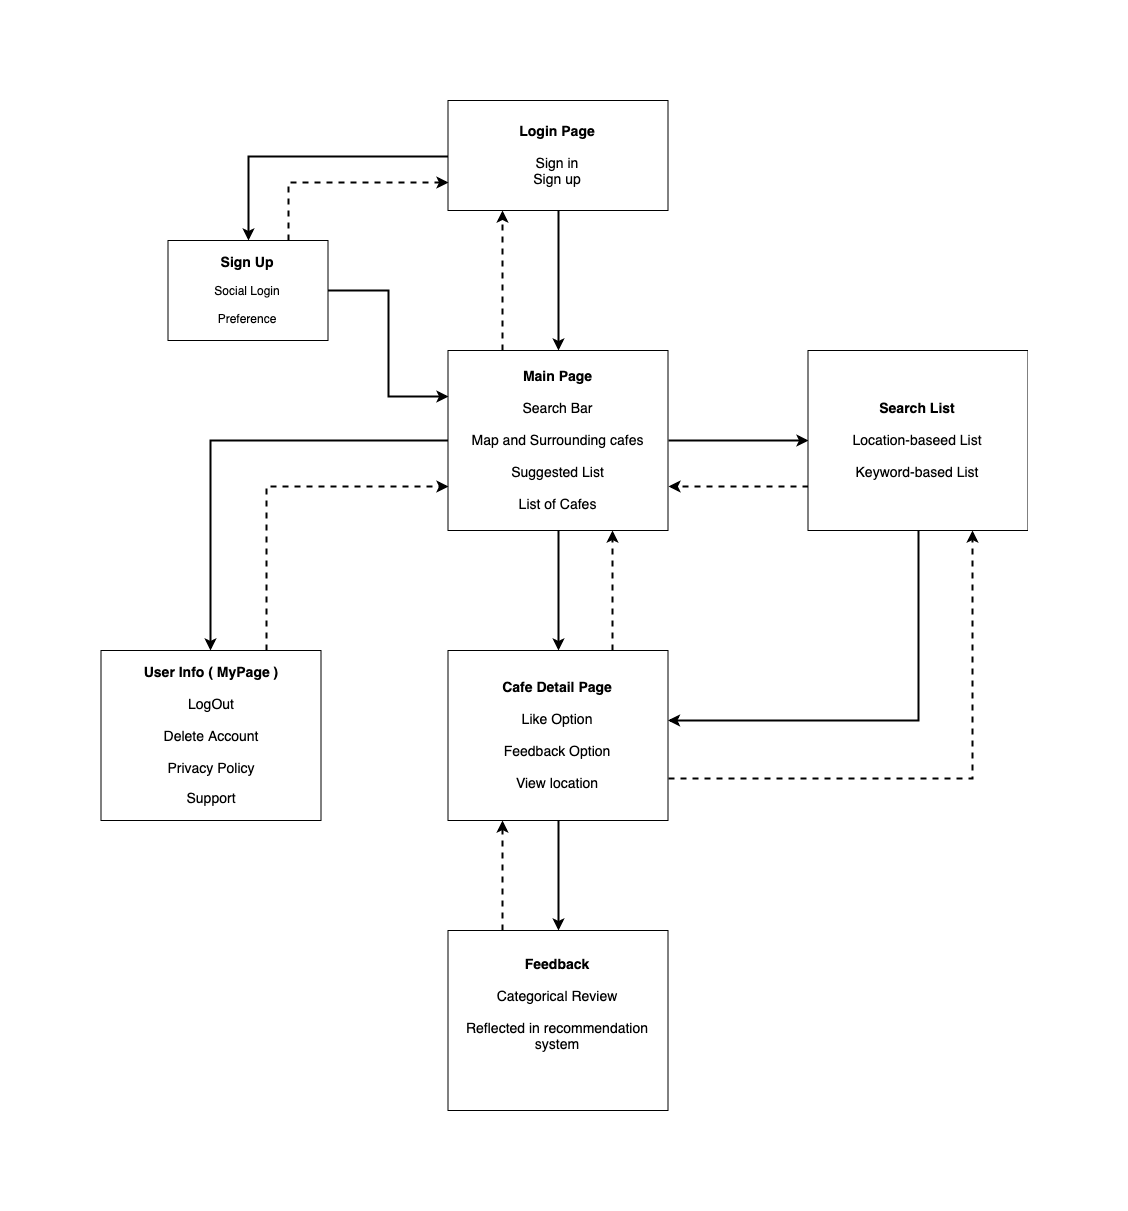 Login Page
Sign in
Sign up
Sign Up
Social Login
Preference
Main Page
Search Bar
Map and Surrounding cafes
Suggested List
List of Cafes
Search List
Location-baseed List
Keyword-based List
User Info ( MyPage )
LogOut
Delete Account
Privacy Policy
Support
Cafe Detail Page
Like Option
Feedback Option
View location
Feedback
Categorical Review
Reflected in recommendation
system